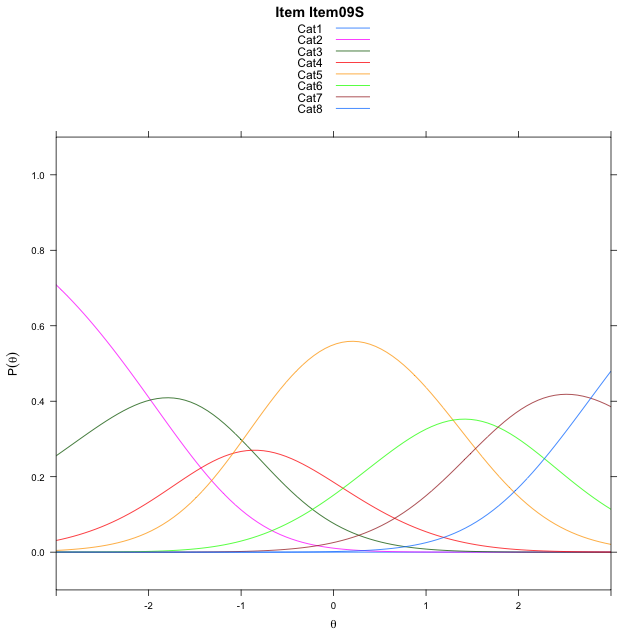 Item Item09S
Cat1
Cat2
Cat3
Cat4
Cat5
Cat6
Cat7
Cat8
1.0
0.8
0.6
P(θ)
0.4
0.2
0.0
-2 -1 0 1 2
θ